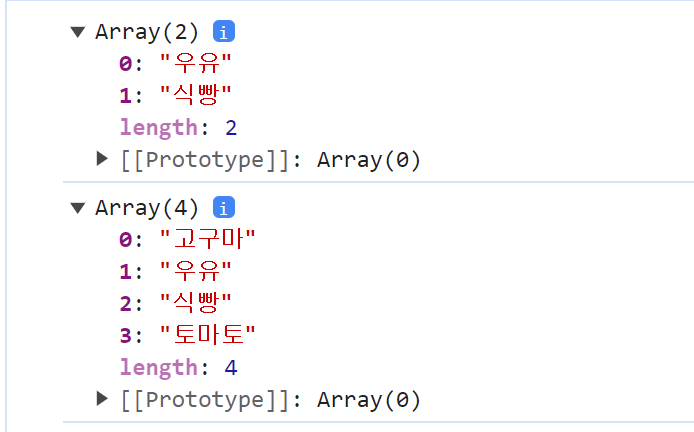 ▼ Array(2) i
0: "우유"
1: "식빵"
length: 2
▶ [[Prototype]]: Array(0)
▼ Array(4) i
0: "고구마"
1: "우유"
2: "식빵"
3: "토마토"
length: 4
▶ [[Prototype]]: Array(0)